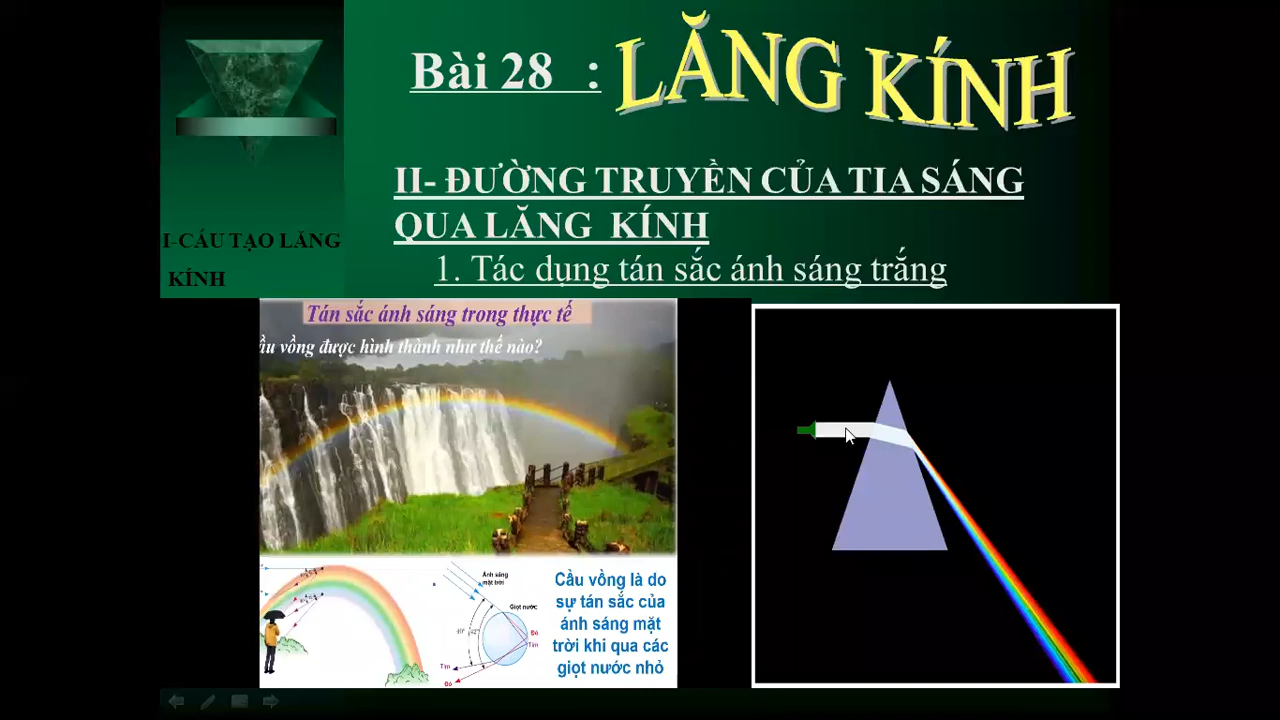 Bài 28 : LĂNG KÍNH
II- ĐƯỜNG TRUYỀN CỦA TIA SÁNG
QUA LĂNG KÍNH
1. Tác dụng tán sắc ánh sáng trắng
I-CẤU TẠO LĂNG
KÍNH
Tán sắc ánh sáng trong thực tế
ầu vồng được hình thành như thế nào?
Ánh sáng
mặt trời
Giọt nước
Đỏ
Tím
Tím
Đỏ
Cầu vồng là do
sự tán sắc của
ánh sáng mặt
trời khi qua các
giọt nước nhỏ